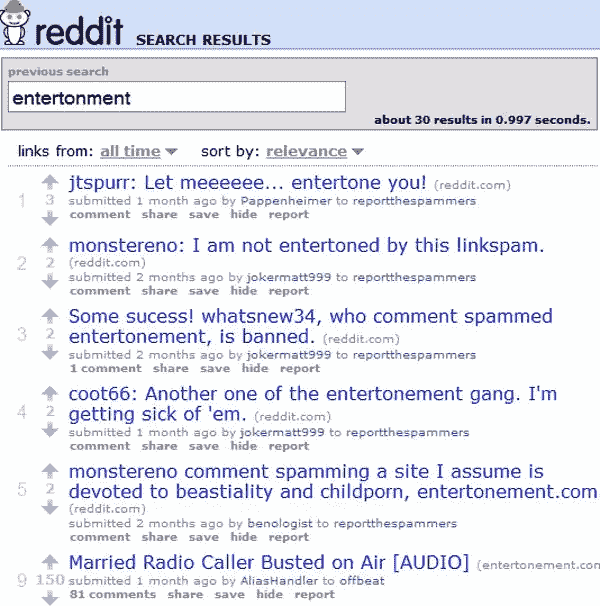 reddit SEARCH RESULTS
previous search
entertonment
about 30 results in 0.997 seconds.
links from: all time sort by: relevance
jtspurr: Let meeeeee... entertone you! (reddit.com)
1 3 submitted 1 month ago by Pappenheimer to reportthespammers
comment share save hide report
monstereno: I am not entertoned by this linkspam.
2 2 (reddit.com)
submitted 2 months ago by jokermatt999 to reportthespammers
comment share save hide report
Some sucess! whatsnew34, who comment spammed
3 2 entertonement, is banned. (reddit.com)
submitted 2 months ago by jokermatt999 to reportthespammers
1 comment share save hide report
coot66: Another one of the entertonement gang. I'm
4 2 getting sick of 'em. (reddit.com)
submitted 1 month ago by jokermatt999 to reportthespammers
comment share save hide report
monstereno comment spamming a site I assume is
5 2 devoted to beastiality and childporn, entertonement.com
(reddit.com)
submitted 2 months ago by benologist to reportthespammers
comment share save hide report
Married Radio Caller Busted on Air [AUDIO] (entertonement.con
9 150 submitted 1 month ago by AliasHandler to offbeat
81 comments share save hide report